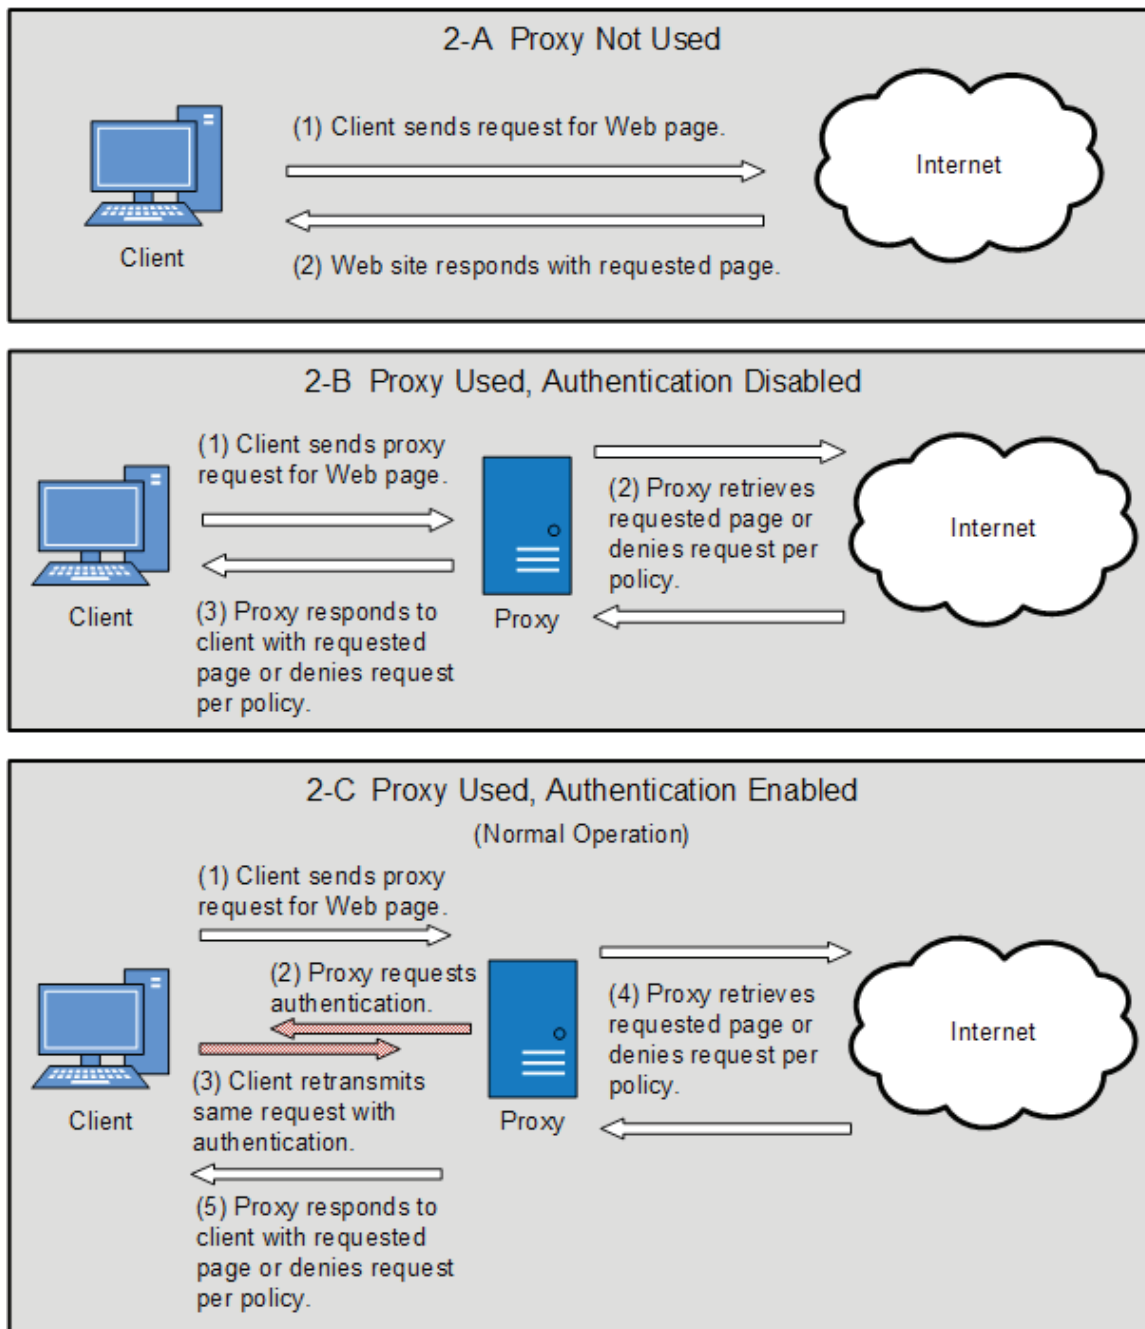 2-A Proxy Not Used
(1) Client sends request for Web page.
Internet
Client
(2) Web site responds with requested page.
2-B Proxy Used, Authentication Disabled
(1) Client sends proxy
request for Web page.
(2) Proxy retrieves
requested page or
denies request per
policy.
Internet
Client
(3) Proxy responds to
client with requested
page or denies request
per policy.
Proxy
2-C Proxy Used, Authentication Enabled
(Normal Operation)
(1) Client sends proxy
request for Web page.
(2) Proxy requests
authentication.
(4) Proxy retrieves
requested page or
denies request per
policy.
Internet
Client
(3) Client retransmits
same request with
authentication.
Proxy
(5) Proxy responds to
client with requested
page or denies request
per policy.